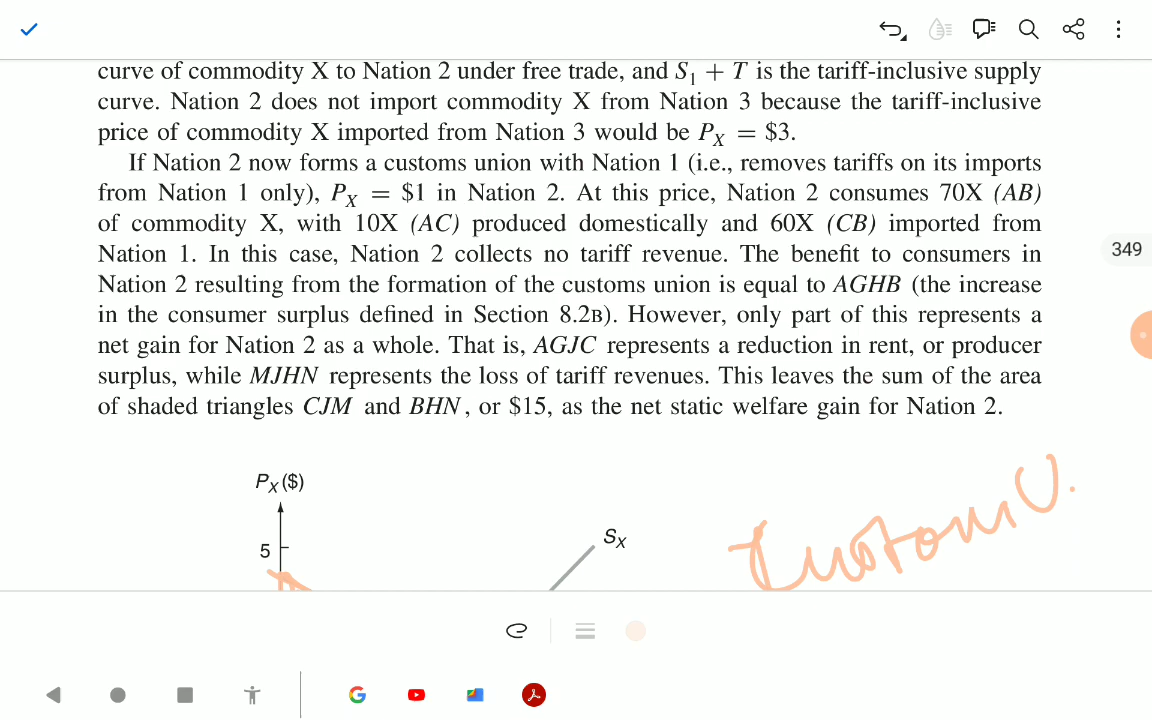 curve of commodity X to Nation 2 under free trade, and S₁ + T is the tariff-inclusive supply
curve. Nation 2 does not import commodity X from Nation 3 because the tariff-inclusive
price of commodity X imported from Nation 3 would be Pₓ = $3.
If Nation 2 now forms a customs union with Nation 1 (i.e., removes tariffs on its imports
from Nation 1 only), Pₓ = $1 in Nation 2. At this price, Nation 2 consumes 70X (AB)
of commodity X, with 10X (AC) produced domestically and 60X (CB) imported from
349
Nation 1. In this case, Nation 2 collects no tariff revenue. The benefit to consumers in
Nation 2 resulting from the formation of the customs union is equal to AGHB (the increase
in the consumer surplus defined in Section 8.2B). However, only part of this represents a
net gain for Nation 2 as a whole. That is, AGJC represents a reduction in rent, or producer
surplus, while MJHN represents the loss of tariff revenues. This leaves the sum of the area
of shaded triangles CJM and BHN, or $15, as the net static welfare gain for Nation 2.
Pₓ ($)
5
Sₓ
Custom U.